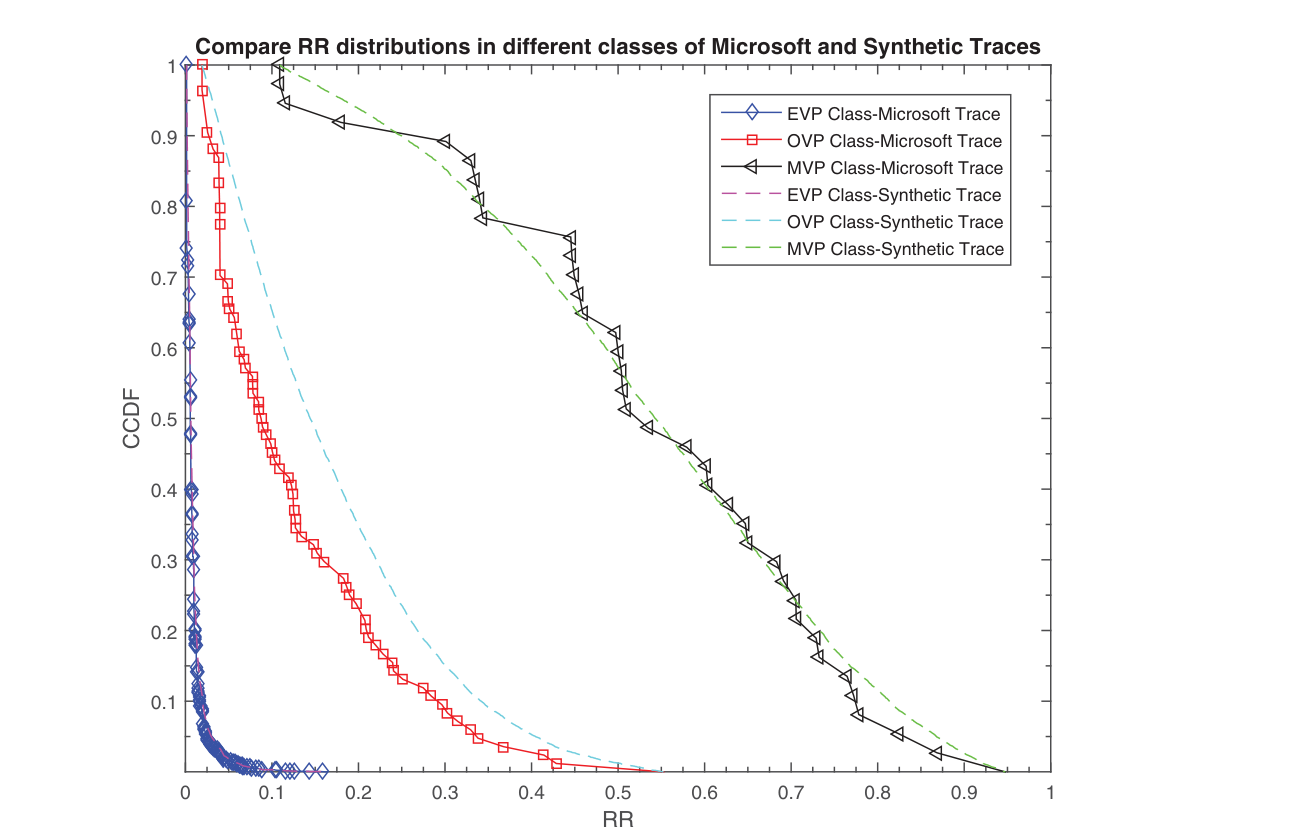 Compare RR distributions in different classes of Microsoft and Synthetic Traces
1
0.9
0.8
0.7
0.6
0.5
0.4
0.3
0.2
0.1
CCDF
EVP Class-Microsoft Trace
OVP Class-Microsoft Trace
MVP Class-Microsoft Trace
EVP Class-Synthetic Trace
OVP Class-Synthetic Trace
MVP Class-Synthetic Trace
0 0.1 0.2 0.3 0.4 0.5 0.6 0.7 0.8 0.9 1
RR